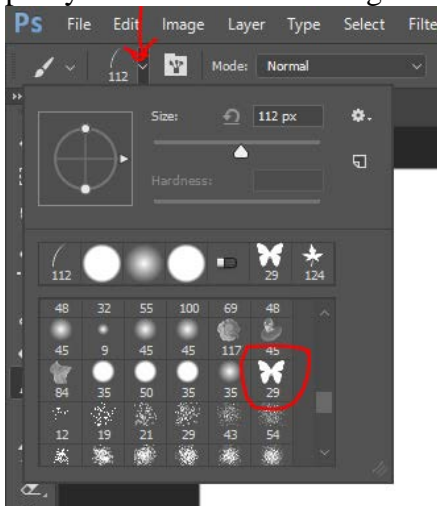 Ps File Edit Image Layer Type Select Filte
112 Mode: Normal
Size: 112 px
Hardness:
112 29 124
48 32 55 100 69 48
45 9 45 45 117 45
84 35 50 35 35 29
12 19 21 29 43 54